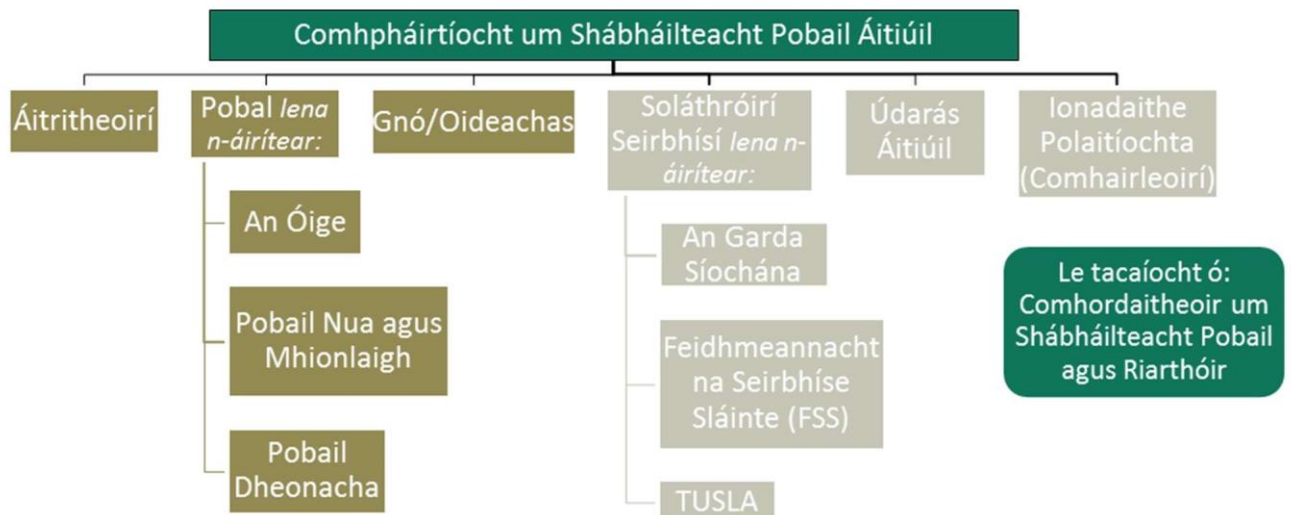 Comhpháirtíocht um Shábháilteacht Pobail Áitiúil
Áitritheoirí
Pobal lena
n-áirítear:
An Óige
Pobail Nua agus
Mhionlaigh
Pobail
Dheonacha
Gnó/Oideachas
Soláthróirí
Seirbhísí lena n-
áirítear:
An Garda
Síochána
Feidhmeannacht
na Seirbhíse
Sláinte (FSS)
TUSLA
Údarás
Áitiúil
Ionadaithe
Polaitíochta
(Comhairleoirí)
Le tacaíocht ó:
Comhordaitheoir um
Shábháilteacht Pobail
agus Riarthóir